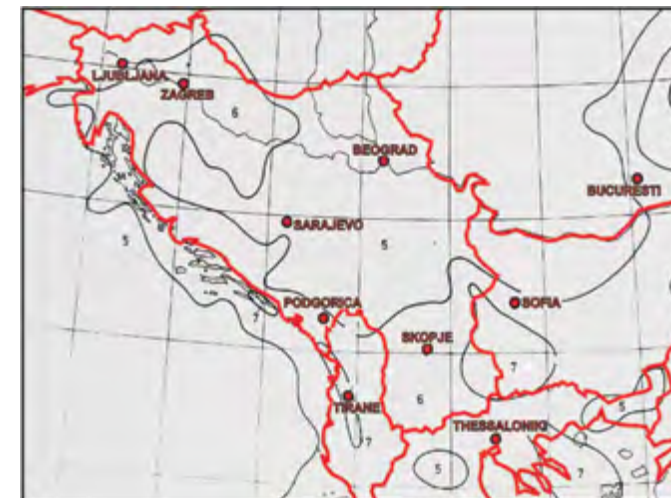 LJUBLJANA
ZAGREB
6
BEOGRAD
BUCURESTI
SARAJEVO
5
5
PODGORICA
SOFIA
7
SKOPJE
7
TIRANE
6
5
THESSALONIKI
7
5
7